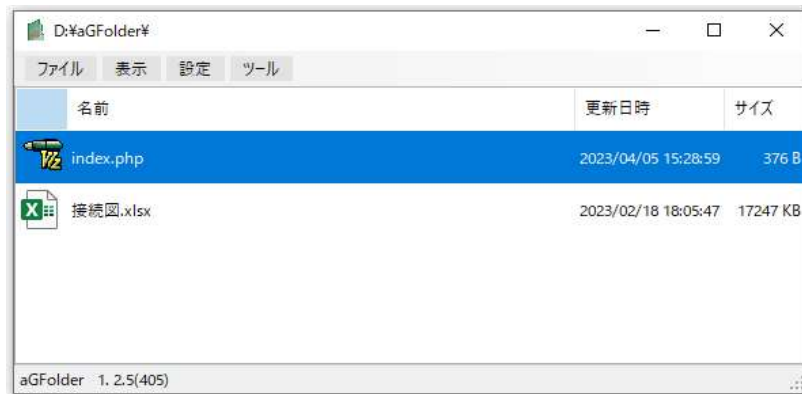 D:¥aGFolder¥
ファイル 表示 設定 ツール
名前 更新日時 サイズ
index.php 2023/04/05 15:28:59 376 B
接続図.xlsx 2023/02/18 18:05:47 17247 KB
aGFolder 1. 2.5(405)